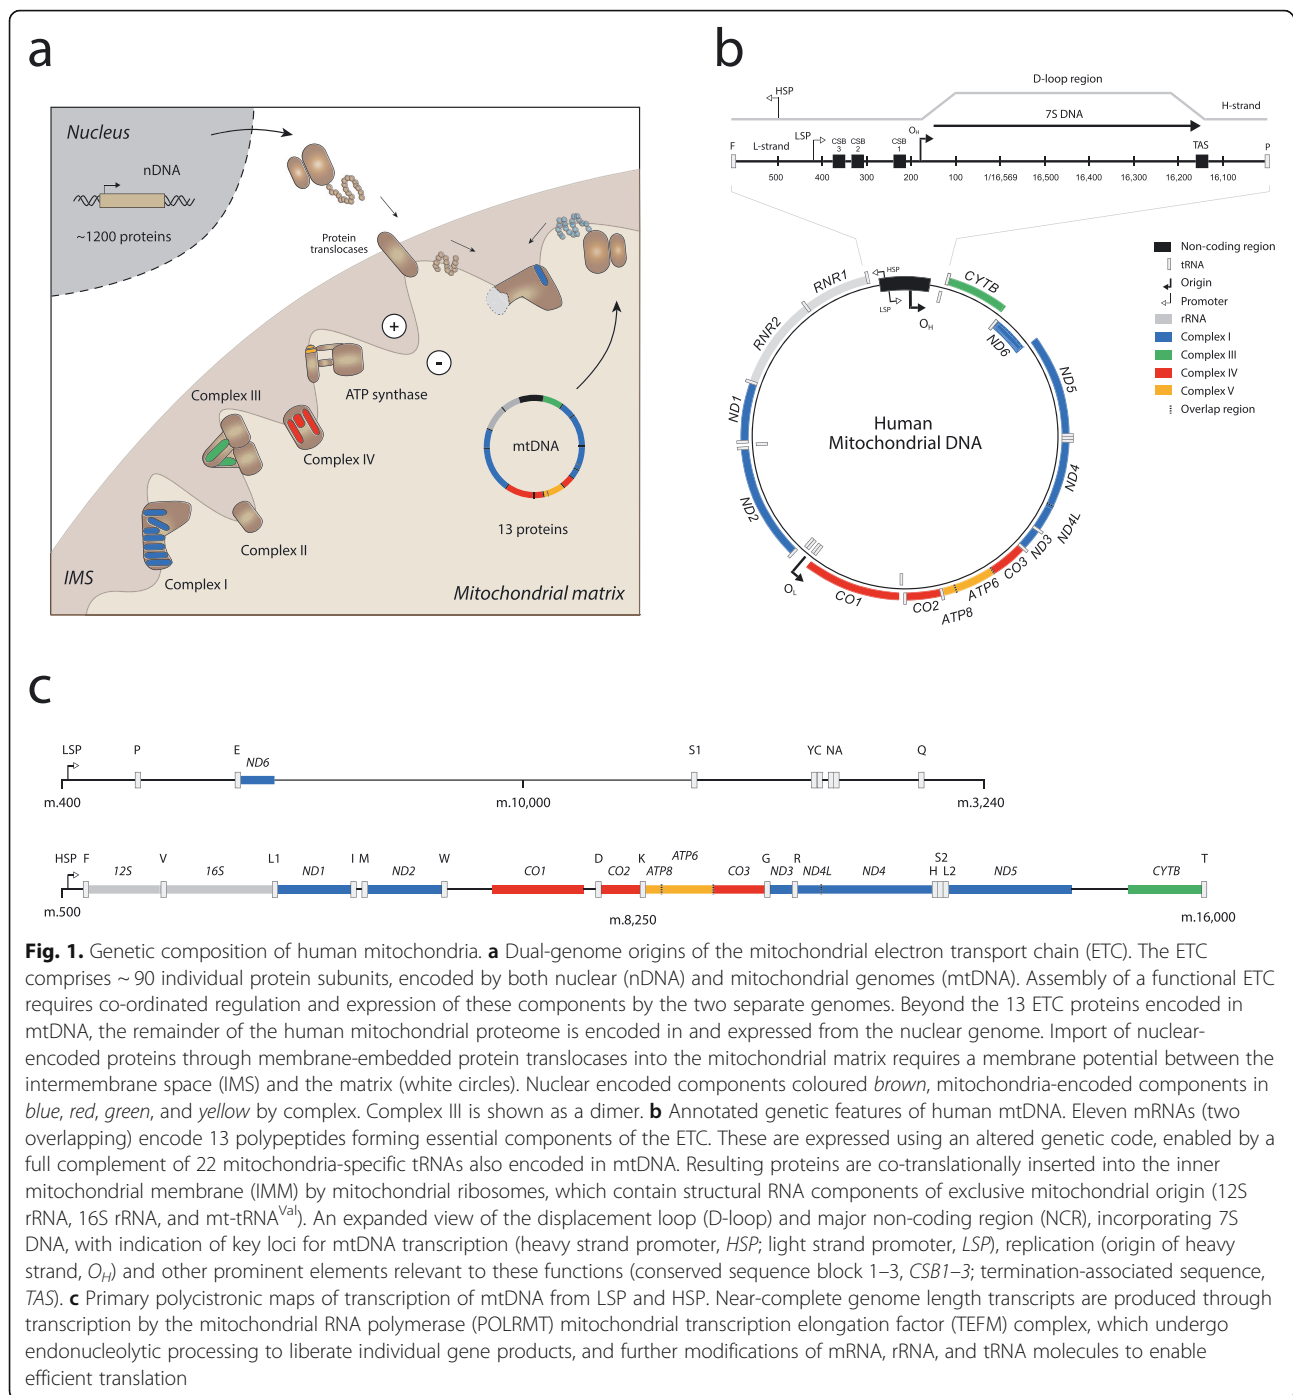 a
Nucleus
nDNA
~1200 proteins
Protein
translocases
+
-
ATP synthase
Complex III
Complex IV
Complex II
Complex I
IMS
mtDNA
13 proteins
Mitochondrial matrix
b
D-loop region
HSP
7S DNA
H-strand
F
L-strand
LSP
CSB
3
CSB
2
CSB
1
OH
TAS
P
500
400
300
200
100
1/16,569
16,500
16,400
16,300
16,200
16,100
Non-coding region
tRNA
Origin
Promoter
rRNA
Complex I
Complex III
Complex IV
Complex V
Overlap region
HSP
LSP
OH
RNR1
RNR2
ND1
ND2
OL
CO1
CO2
ATP8
ATP6
CO3
ND3
ND4L
ND4
ND5
ND6
CYTB
Human
Mitochondrial DNA
c
LSP
P
E
ND6
S1
YC
NA
Q
m.400
m.10,000
m.3,240
HSP
F
12S
V
16S
L1
ND1
I
M
ND2
W
CO1
D
CO2
K
ATP8
ATP6
CO3
G
ND3
R
ND4L
ND4
H
S2
L2
ND5
CYTB
T
m.500
m.8,250
m.16,000
Fig. 1. Genetic composition of human mitochondria. a Dual-genome origins of the mitochondrial electron transport chain (ETC). The ETC
comprises ~ 90 individual protein subunits, encoded by both nuclear (nDNA) and mitochondrial genomes (mtDNA). Assembly of a functional ETC
requires co-ordinated regulation and expression of these components by the two separate genomes. Beyond the 13 ETC proteins encoded in
mtDNA, the remainder of the human mitochondrial proteome is encoded in and expressed from the nuclear genome. Import of nuclear-
encoded proteins through membrane-embedded protein translocases into the mitochondrial matrix requires a membrane potential between the
intermembrane space (IMS) and the matrix (white circles). Nuclear encoded components coloured brown, mitochondria-encoded components in
blue, red, green, and yellow by complex. Complex III is shown as a dimer. b Annotated genetic features of human mtDNA. Eleven mRNAs (two
overlapping) encode 13 polypeptides forming essential components of the ETC. These are expressed using an altered genetic code, enabled by a
full complement of 22 mitochondria-specific tRNAs also encoded in mtDNA. Resulting proteins are co-translationally inserted into the inner
mitochondrial membrane (IMM) by mitochondrial ribosomes, which contain structural RNA components of exclusive mitochondrial origin (12S
rRNA, 16S rRNA, and mt-tRNAVal). An expanded view of the displacement loop (D-loop) and major non-coding region (NCR), incorporating 7S
DNA, with indication of key loci for mtDNA transcription (heavy strand promoter, HSP; light strand promoter, LSP), replication (origin of heavy
strand, OH) and other prominent elements relevant to these functions (conserved sequence block 1–3, CSB1–3; termination-associated sequence,
TAS). c Primary polycistronic maps of transcription of mtDNA from LSP and HSP. Near-complete genome length transcripts are produced through
transcription by the mitochondrial RNA polymerase (POLRMT) mitochondrial transcription elongation factor (TEFM) complex, which undergo
endonucleolytic processing to liberate individual gene products, and further modifications of mRNA, rRNA, and tRNA molecules to enable
efficient translation